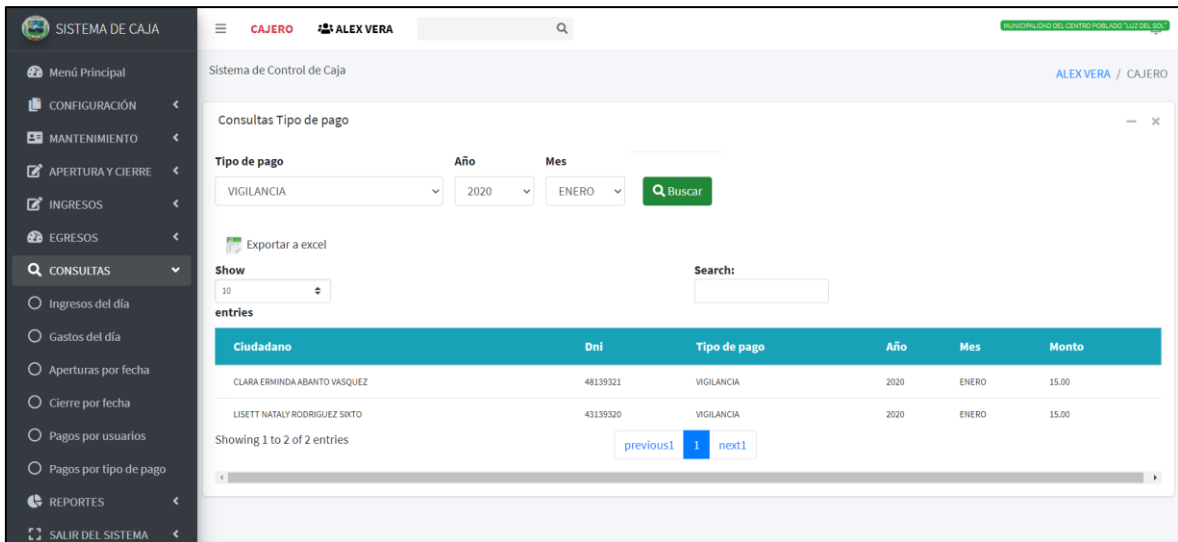 SISTEMA DE CAJA
CAJERO ALEX VERA
MUNICIPALIDAD DEL CENTRO POBLADO "LUZ DEL SOL"
Menú Principal
CONFIGURACIÓN
MANTENIMIENTO
APERTURA Y CIERRE
INGRESOS
EGRESOS
CONSULTAS
Ingresos del día
Gastos del día
Aperturas por fecha
Cierre por fecha
Pagos por usuarios
Pagos por tipo de pago
REPORTES
SALIR DEL SISTEMA
Sistema de Control de Caja
ALEX VERA / CAJERO
Consultas Tipo de pago
Tipo de pago Año Mes
VIGILANCIA 2020 ENERO Buscar
Exportar a excel
Show Search:
10
entries
Ciudadano Dni Tipo de pago Año Mes Monto
CLARA ERMINDA ABANTO VASQUEZ 48139321 VIGILANCIA 2020 ENERO 15.00
LISETT NATALY RODRIGUEZ SIXTO 43139320 VIGILANCIA 2020 ENERO 15.00
Showing 1 to 2 of 2 entries
previous1 1 next1